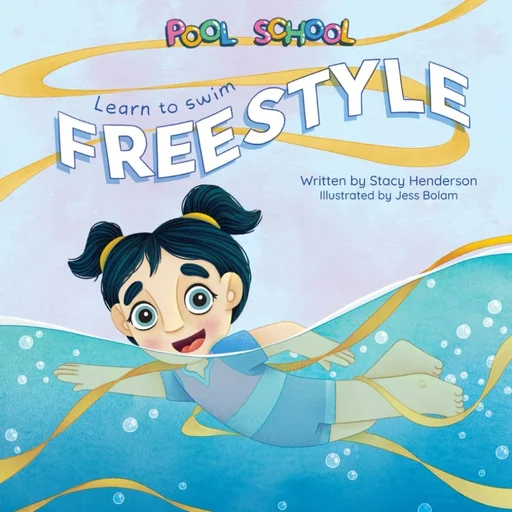 POOL SCHOOL
Learn to swim
FREESTYLE
Written by Stacy Henderson
Illustrated by Jess Bolam